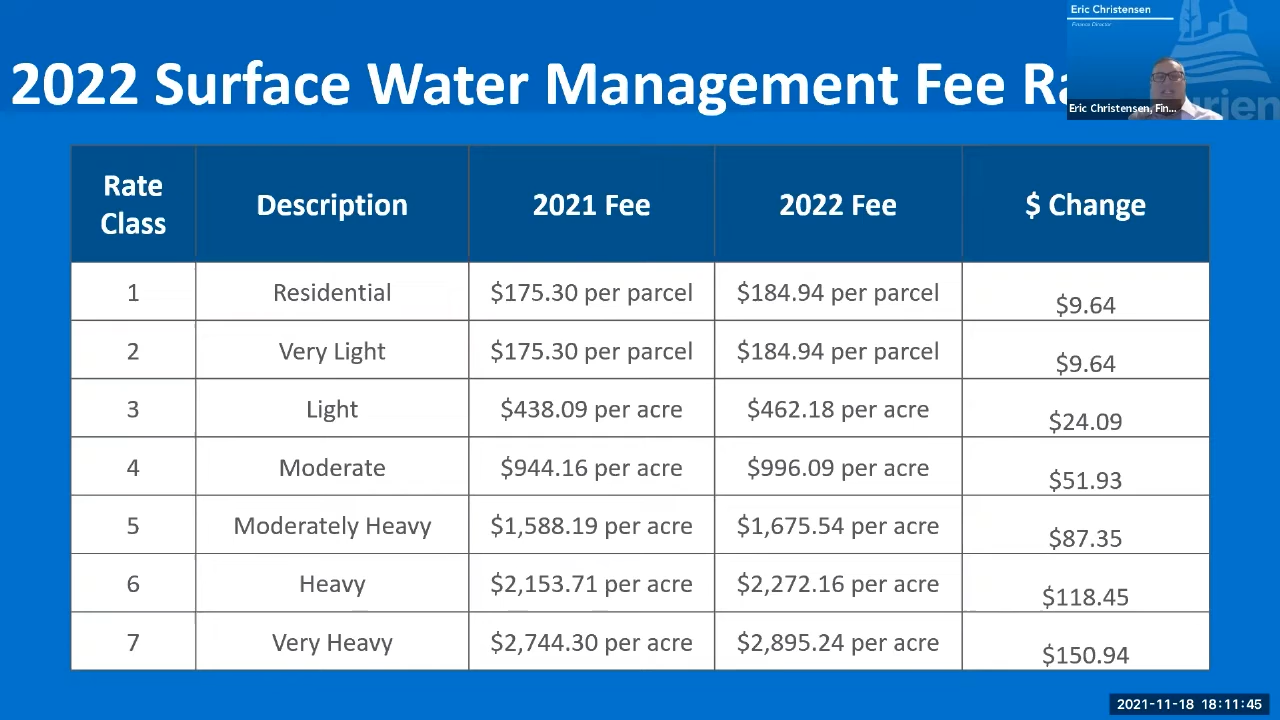 Eric Christensen
Finance Director
2022 Surface Water Management Fee Ra
Eric Christensen, Fin...
rien
Rate Class Description 2021 Fee 2022 Fee $ Change
1 Residential $175.30 per parcel $184.94 per parcel $9.64
2 Very Light $175.30 per parcel $184.94 per parcel $9.64
3 Light $438.09 per acre $462.18 per acre $24.09
4 Moderate $944.16 per acre $996.09 per acre $51.93
5 Moderately Heavy $1,588.19 per acre $1,675.54 per acre $87.35
6 Heavy $2,153.71 per acre $2,272.16 per acre $118.45
7 Very Heavy $2,744.30 per acre $2,895.24 per acre $150.94
2021-11-18 18:11:45